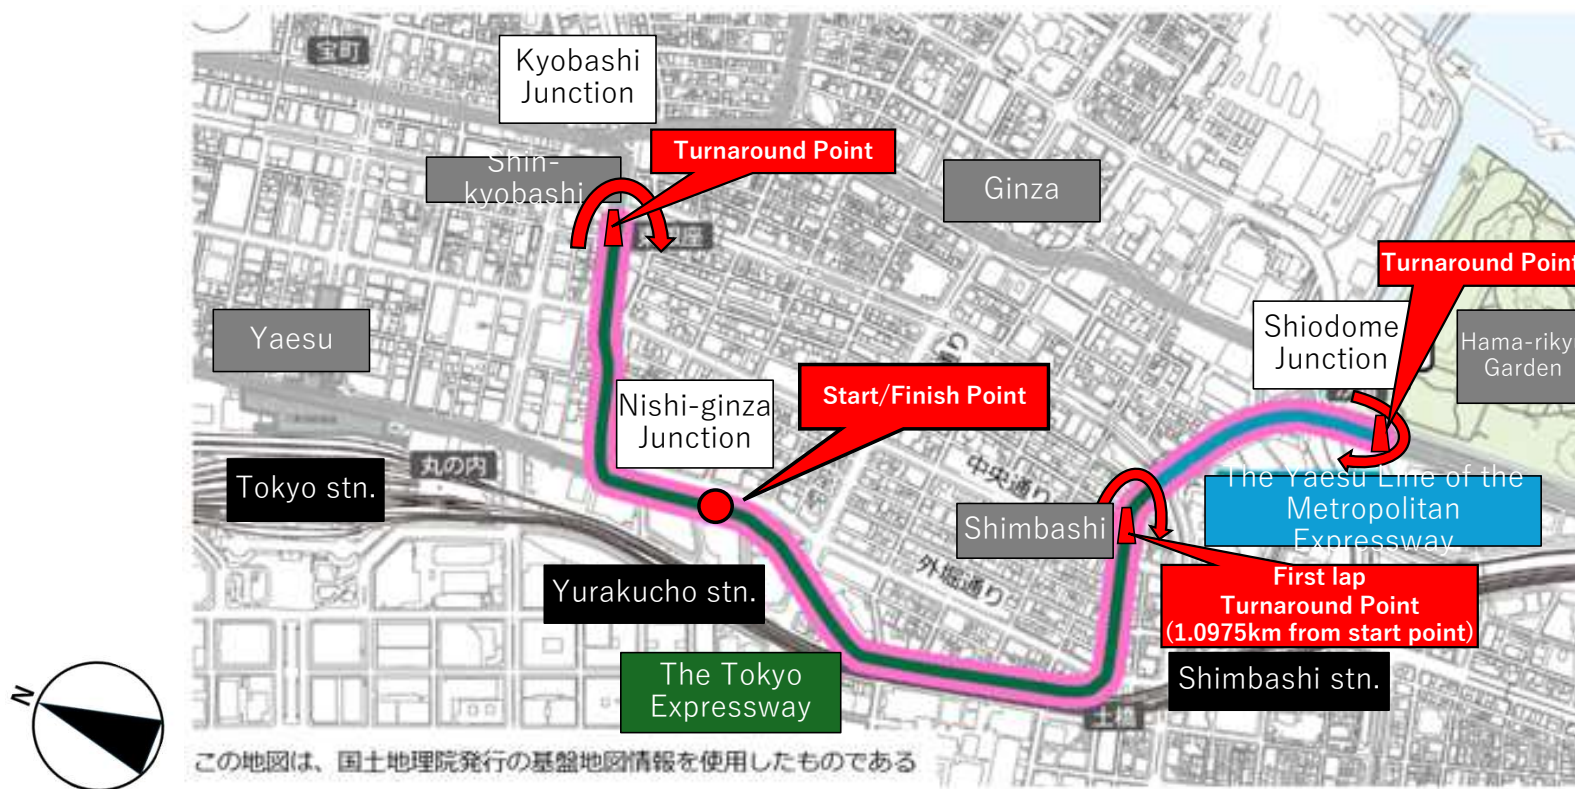 宝町
Kyobashi
Junction
Turnaround Point
Shin-
kyobashi
Ginza
Turnaround Point
Yaesu
Shiodome
Junction
Hama-riky
Garden
Nishi-ginza
Junction
Start/Finish Point
丸の内
Tokyo stn.
中央通り
The Yaesu Line of the
Metropolitan
Expressway
Shimbashi
外堀通り
Yurakucho stn.
First lap
Turnaround Point
(1.0975km from start point)
The Tokyo
Expressway
Shimbashi stn.
土橋
N
この地図は、国土地理院発行の基盤地図情報を使用したものである